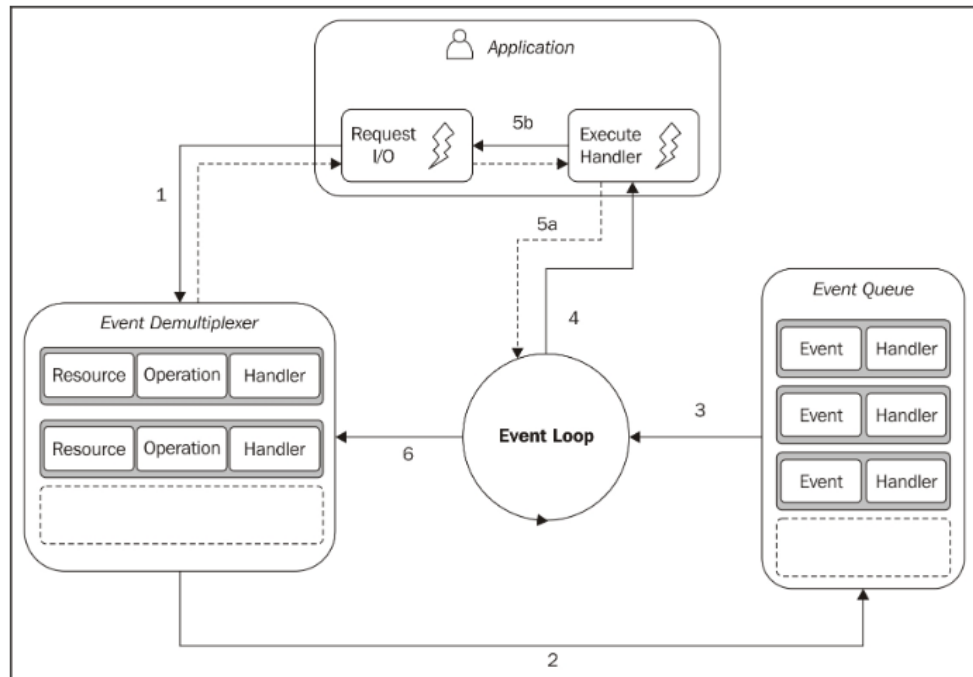 Application
Request
I/O
5b
Execute
Handler
1
5a
Event Demultiplexer
Resource Operation Handler
Resource Operation Handler
4
Event Loop
3
6
Event Queue
Event Handler
Event Handler
Event Handler
2